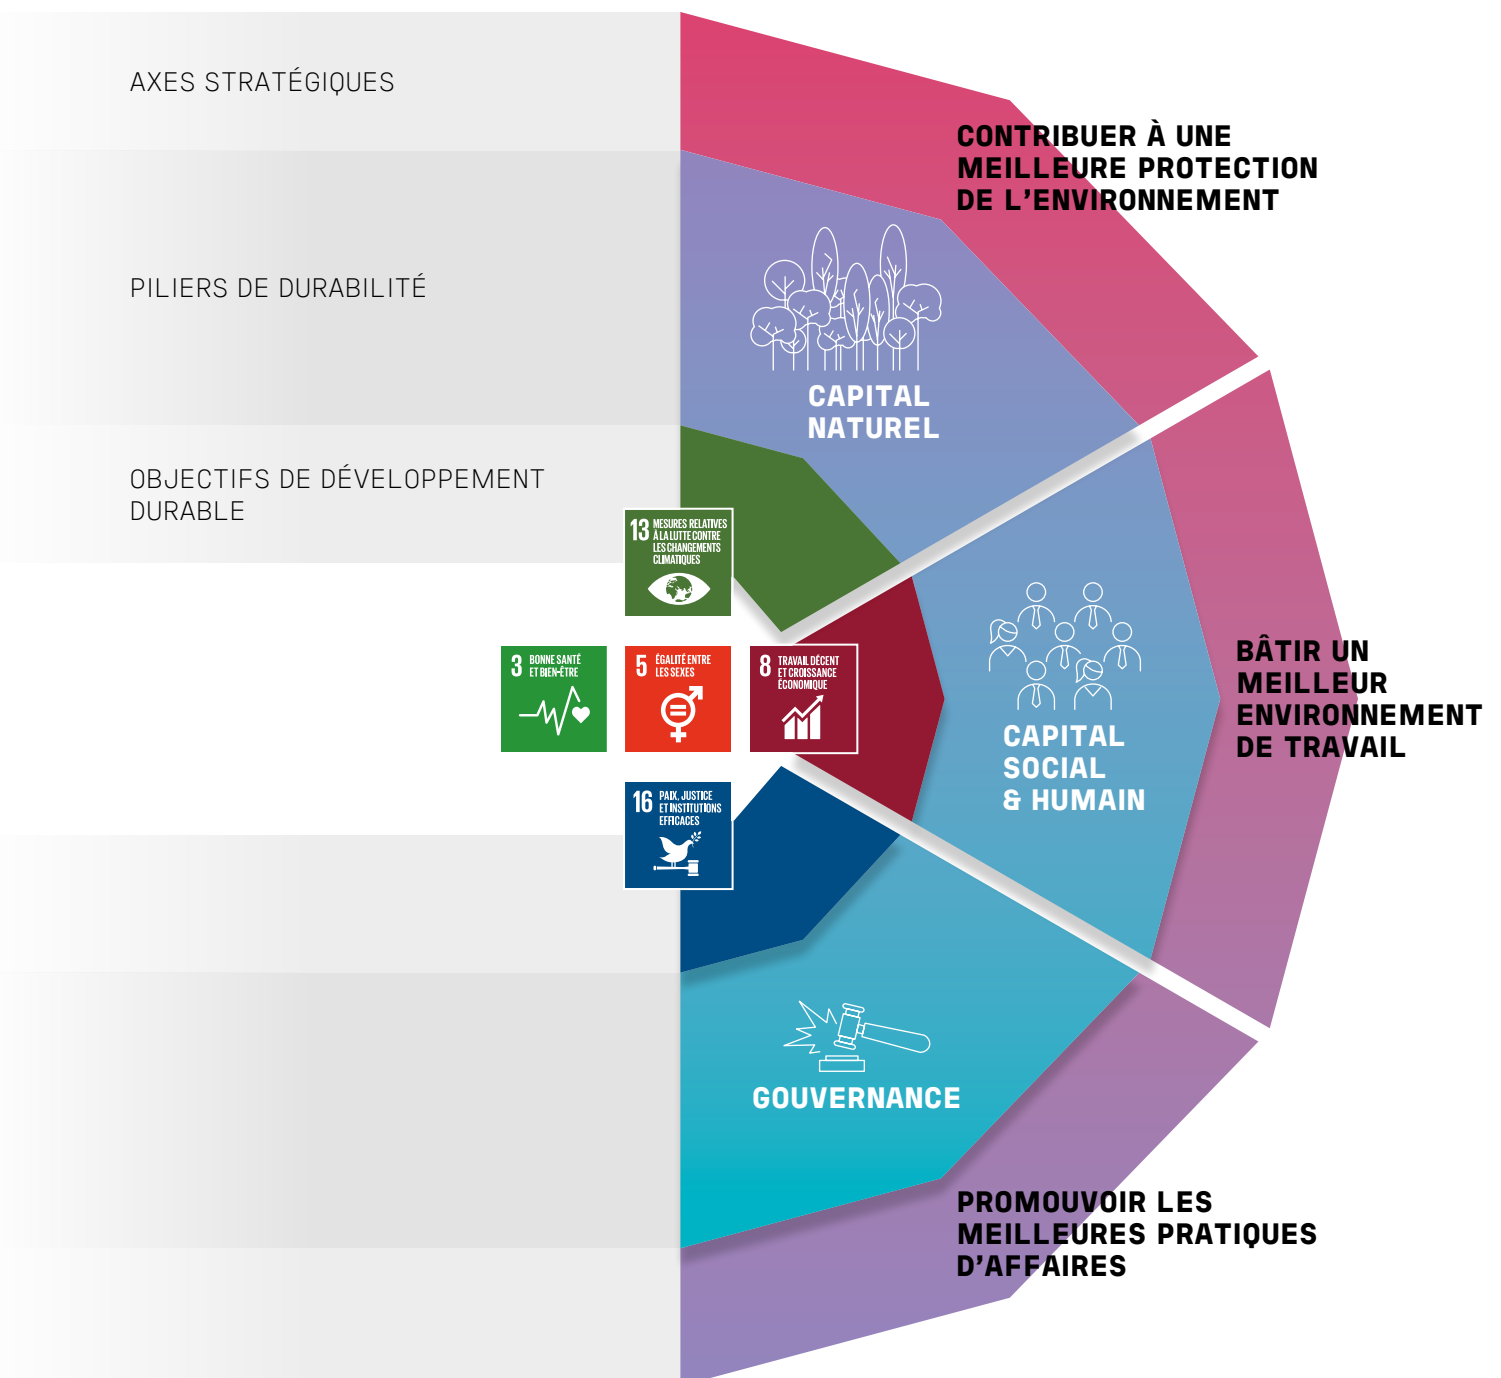 AXES STRATÉGIQUES
CONTRIBUER À UNE
MEILLEURE PROTECTION
DE L'ENVIRONNEMENT
PILIERS DE DURABILITÉ
CAPITAL
NATUREL
OBJECTIFS DE DÉVELOPPEMENT
DURABLE
13 MESURES RELATIVES
À LA LUTTE CONTRE
LES CHANGEMENTS
CLIMATIQUES
3 BONNE SANTÉ
ET BIEN-ÊTRE
5 ÉGALITÉ ENTRE
LES SEXES
8 TRAVAIL DÉCENT
ET CROISSANCE
ÉCONOMIQUE
CAPITAL
SOCIAL
& HUMAIN
BÂTIR UN
MEILLEUR
ENVIRONNEMENT
DE TRAVAIL
16 PAIX, JUSTICE
ET INSTITUTIONS
EFFICACES
GOUVERNANCE
PROMOUVOIR LES
MEILLEURES PRATIQUES
D'AFFAIRES